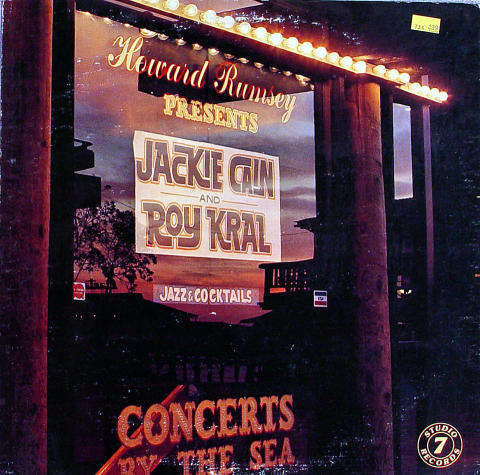 Howard Rumsey
PRESENTS
JACKIE CAIN
AND
ROY KRAL
JAZZ & COCKTAILS
CONCERTS
BY THE SEA
STUDIO
7
RECORDS